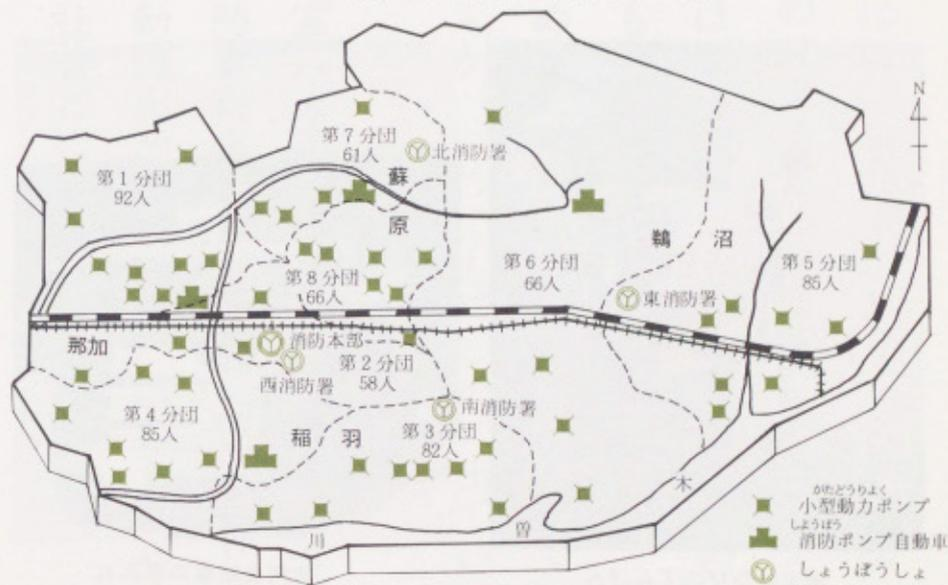 N
第7分団
61人
北消防署
第1分団
92人
蘇
原
鵜沼
第5分団
85人
第8分団
66人
第6分団
66人
東消防署
那加
消防本部
西消防署
第2分団
58人
第4分団
85人
南消防署
稲羽
第3分団
82人
木
曽
川
がたどうりよく
小型動力ポンプ
しようぼう
消防ポンプ自動車
しょうぼうしょ